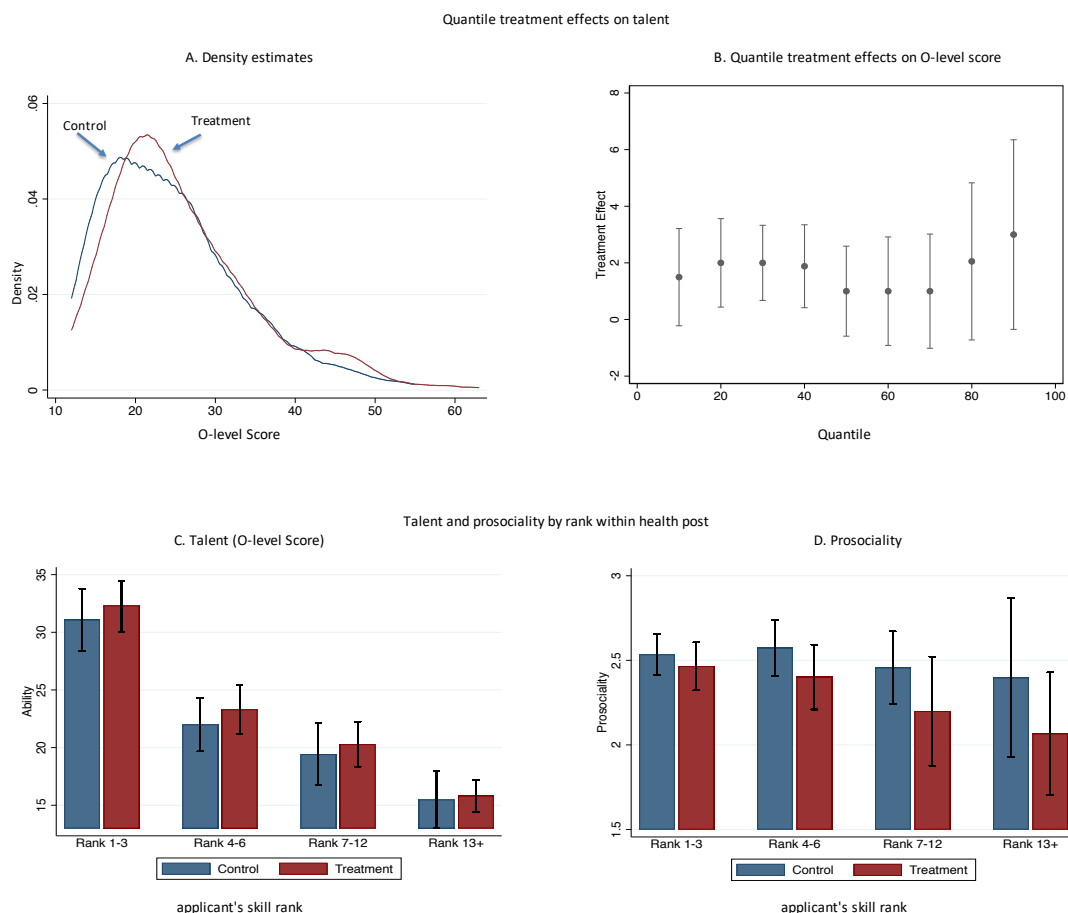 Quantile treatment effects on talent
A. Density estimates
Control
Treatment
Density
0
.02
.04
.06
10 20 30 40 50 60
O-level Score
B. Quantile treatment effects on O-level score
Treatment Effect
-2
0
2
4
6
8
0 20 40 60 80 100
Quantile
Talent and prosociality by rank within health post
C. Talent (O-level Score)
Ability
15
20
25
30
35
Rank 1-3 Rank 4-6 Rank 7-12 Rank 13+
Control Treatment
applicant's skill rank
D. Prosociality
Prosociality
1.5
2
2.5
3
Rank 1-3 Rank 4-6 Rank 7-12 Rank 13+
Control Treatment
applicant's skill rank